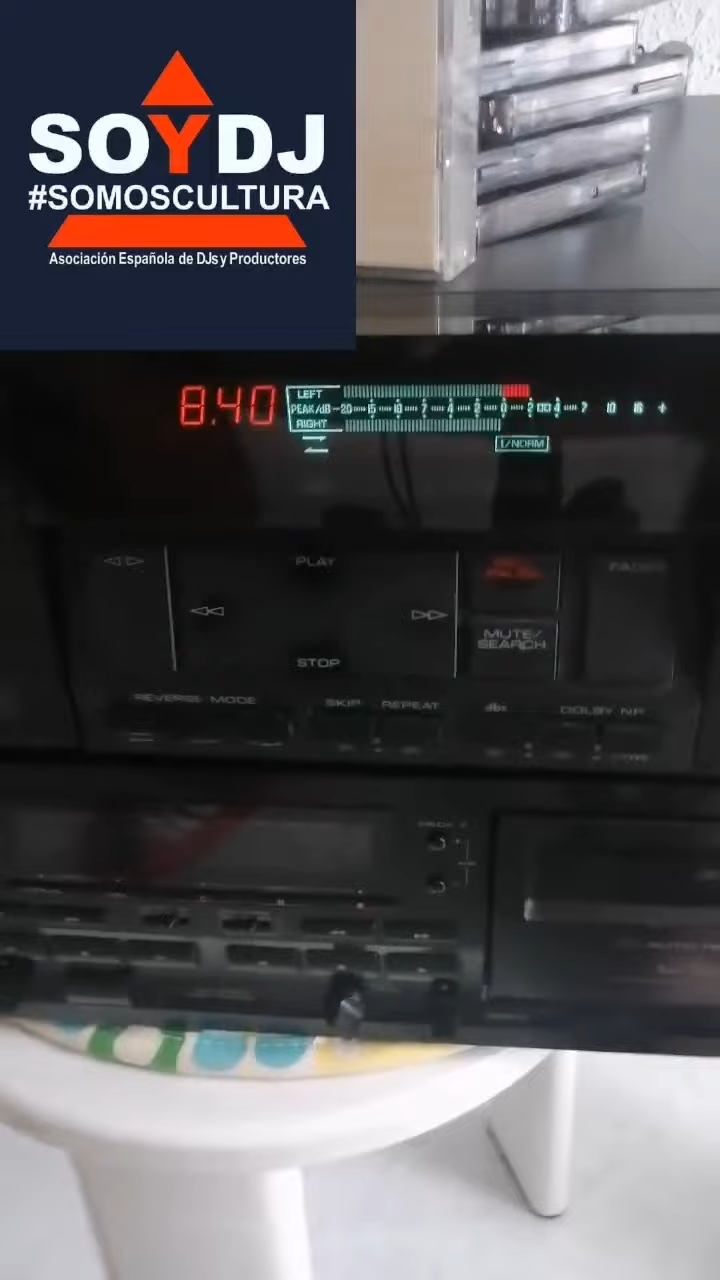 SOYDJ
#SOMOSCULTURA
Asociación Española de DJs y Productores
8.40
LEFT
PEAK/dB -20 15 10 7 4 2 0 2 4 7 10 16 +
RIGHT
I/NORM
PLAY
MUTE/
SEARCH
STOP
REVERSE MODE
SKIP REPEAT
dbx DOLBY NR